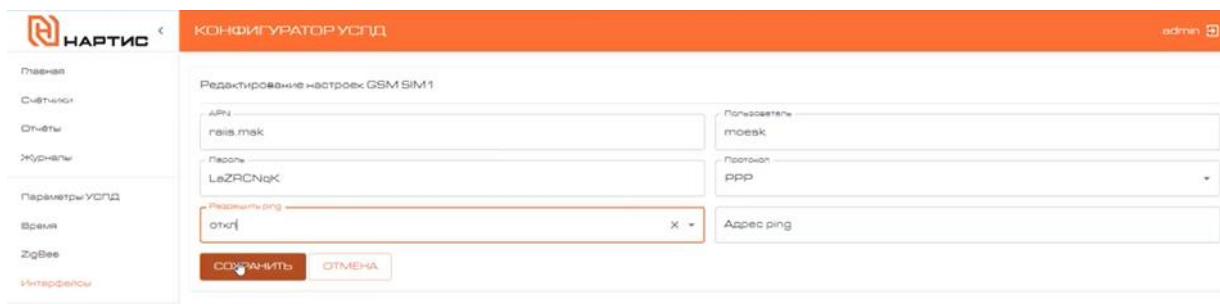 НАРТИС
КОНФИГУРАТОР УСПД
admin
Главная
Счётчики
Отчёты
Журналы
Параметры УСПД
Время
ZigBee
Интерфейсы
Редактирование настроек GSM SIM1
APN
raiis.msk
Пользователь
moesk
Пароль
LaZRCNqK
Протокол
PPP
Разрешить ping
откл
Адрес ping
СОХРАНИТЬ
ОТМЕНА